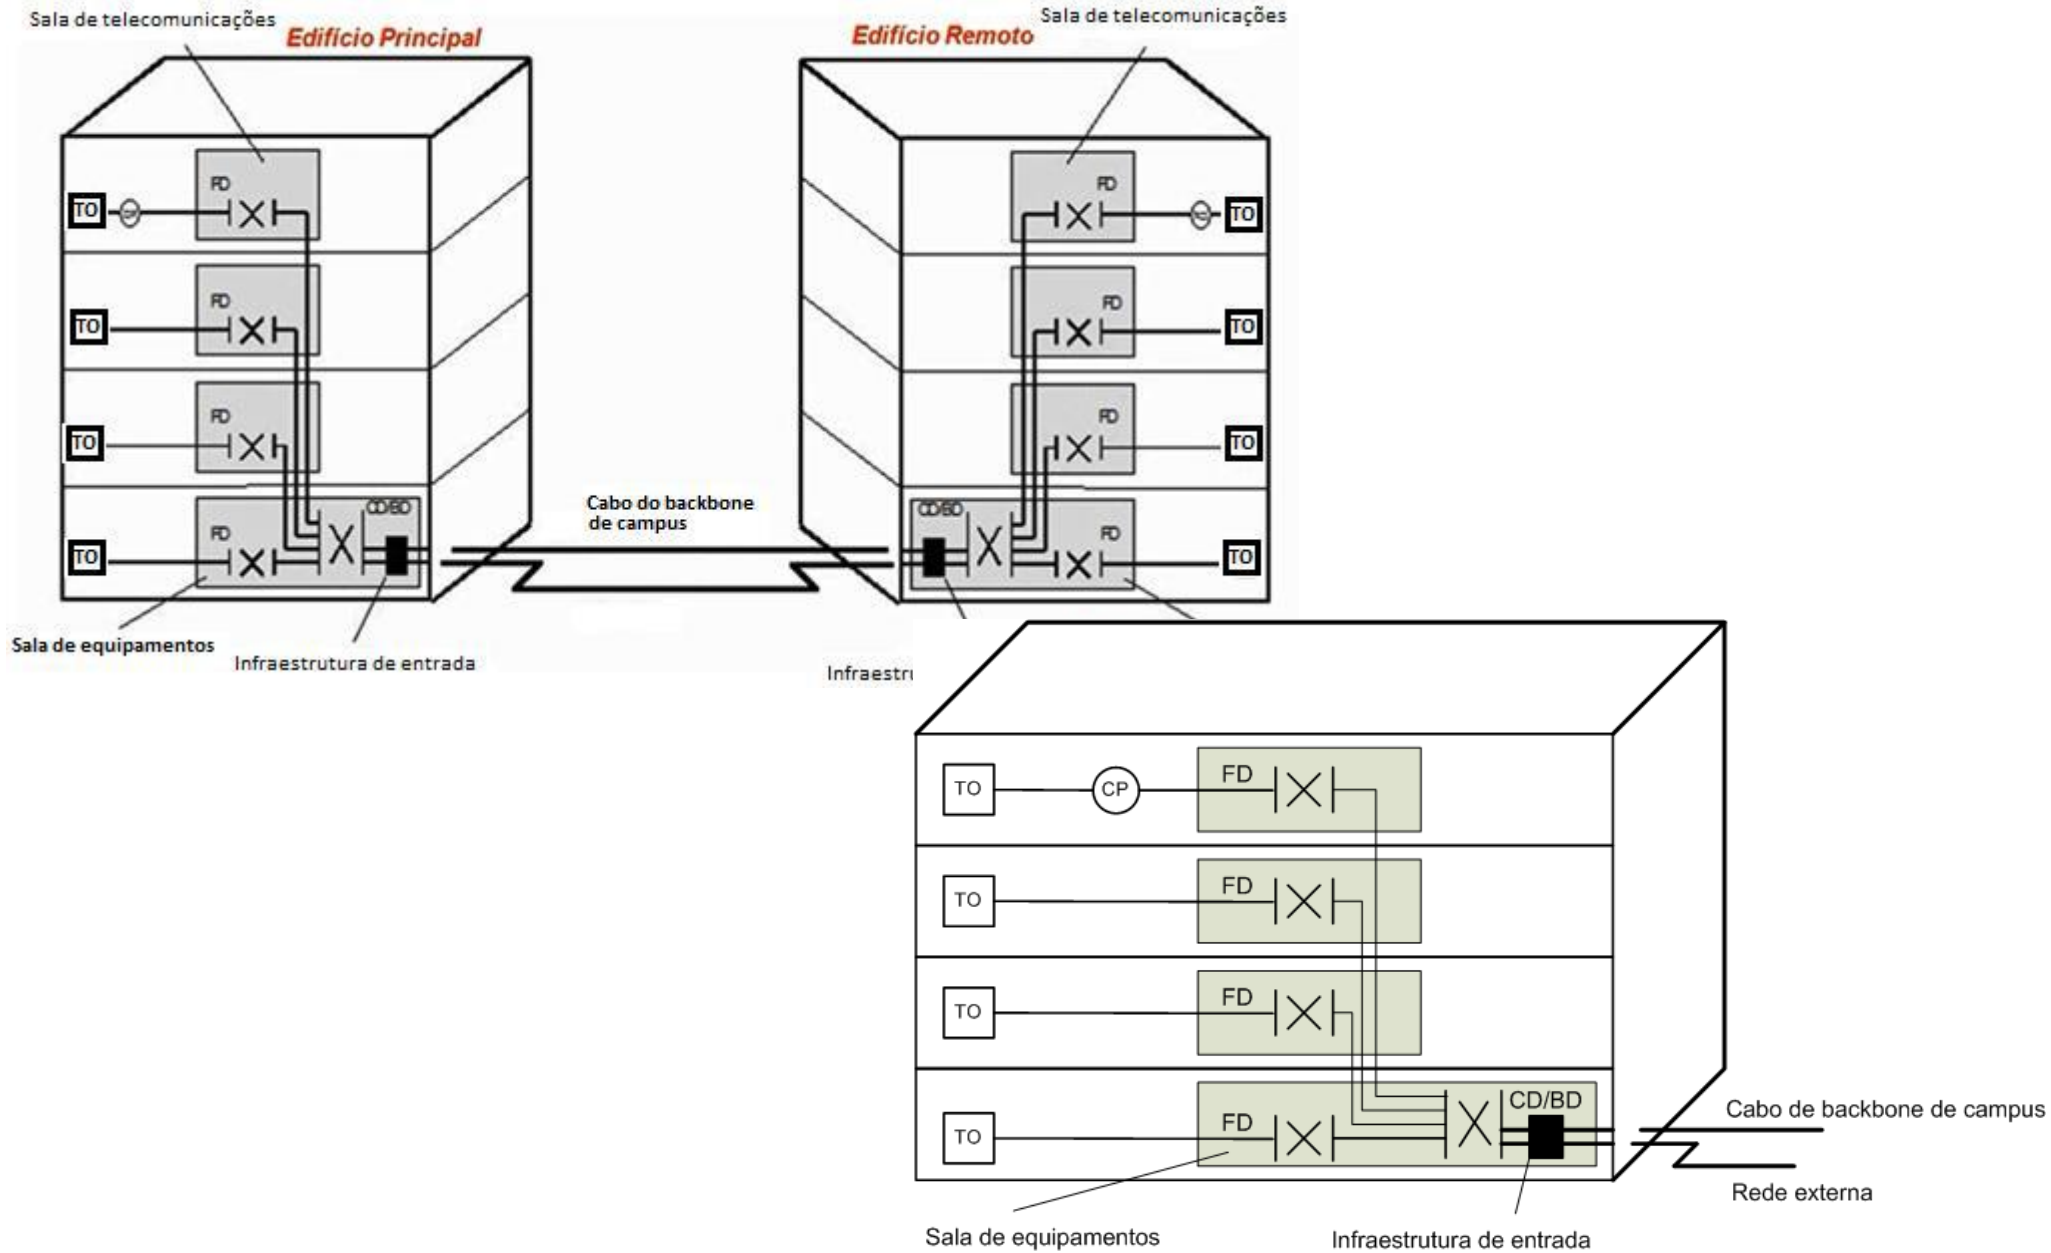 Sala de telecomunicações
Edifício Principal
Edifício Remoto
Sala de telecomunicações
FD
TO
FD
TO
FD
TO
FD
TO
FD
TO
FD
TO
FD
TO
CD/BD
FD
TO
CD/BD
FD
TO
Cabo do backbone
de campus
Sala de equipamentos
Infraestrutura de entrada
Infraestru
TO
CP
FD
TO
FD
TO
FD
TO
FD
CD/BD
Cabo de backbone de campus
Rede externa
Sala de equipamentos
Infraestrutura de entrada